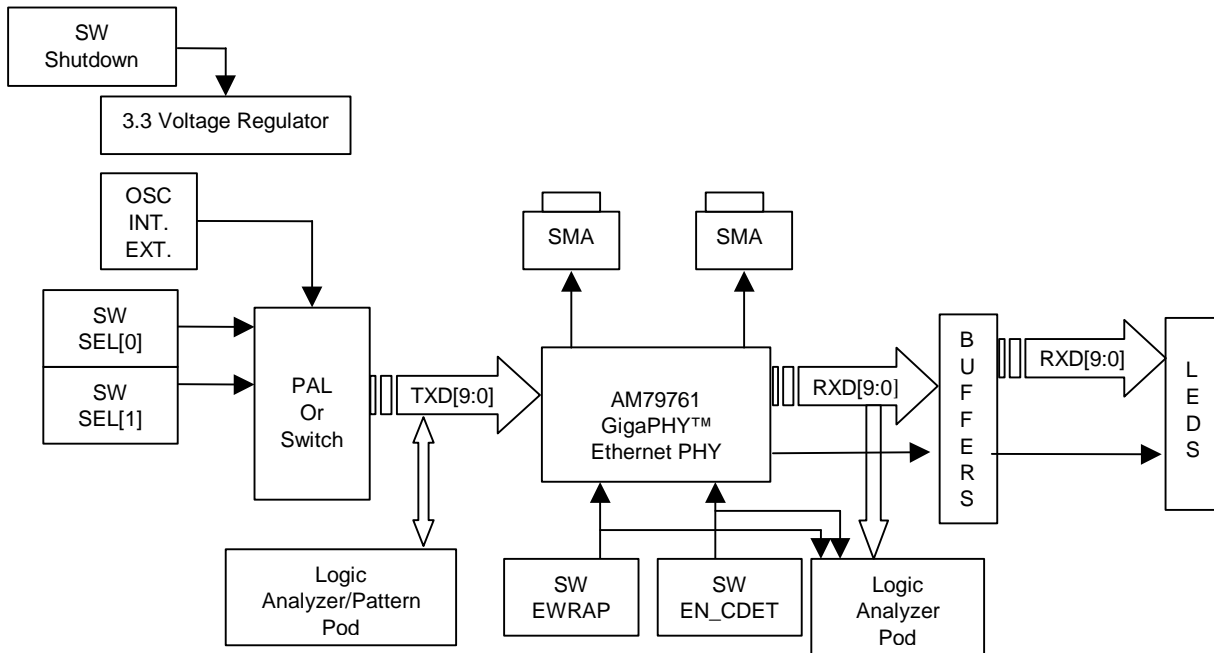 SW
Shutdown
3.3 Voltage Regulator
OSC
INT.
EXT.
SMA
SMA
SW
SEL[0]
SW
SEL[1]
PAL
Or
Switch
TXD[9:0]
AM79761
GigaPHY™
Ethernet PHY
RXD[9:0]
B
U
F
F
E
R
S
RXD[9:0]
L
E
D
S
Logic
Analyzer/Pattern
Pod
SW
EWRAP
SW
EN_CDET
Logic
Analyzer
Pod